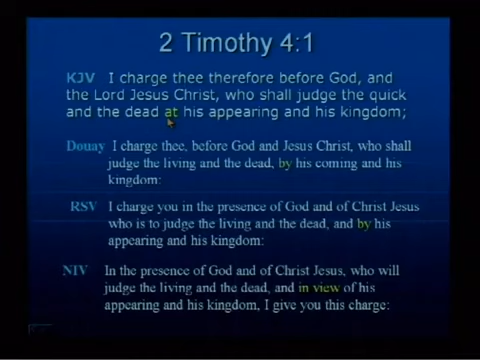 2 Timothy 4:1
KJV I charge thee therefore before God, and
the Lord Jesus Christ, who shall judge the quick
and the dead at his appearing and his kingdom;
Douay I charge thee, before God and Jesus Christ, who shall
judge the living and the dead, by his coming and his
kingdom:
RSV I charge you in the presence of God and of Christ Jesus
who is to judge the living and the dead, and by his
appearing and his kingdom:
NIV In the presence of God and of Christ Jesus, who will
judge the living and the dead, and in view of his
appearing and his kingdom, I give you this charge: